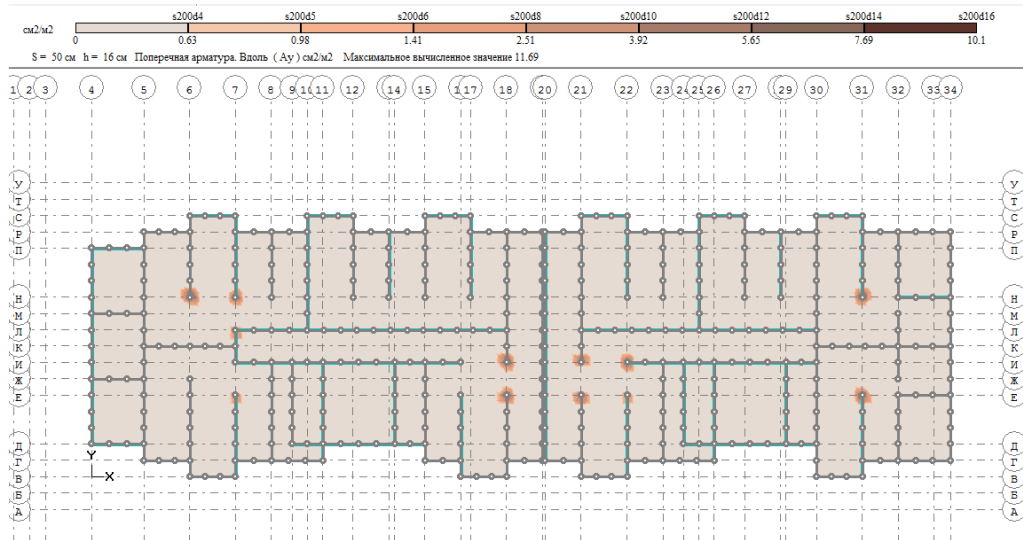 s200d4 s200d5 s200d6 s200d8 s200d10 s200d12 s200d14 s200d16
см2/м2
0 0.63 0.98 1.41 2.51 3.92 5.65 7.69 10.1
S = 50 см h = 16 см Поперечная арматура. Вдоль ( Ау ) см2/м2 Максимальное вычисленное значение 11.69
1 2 3 4 5 6 7 8 9 10 11 12 14 15 17 18 20 21 22 23 24 25 26 27 29 30 31 32 33 34
У У
Т Т
С С
Р Р
П П
Н Н
М М
Л Л
К К
И И
Ж Ж
Е Е
Д Д
Y
Г Г
X
В В
Б Б
А А